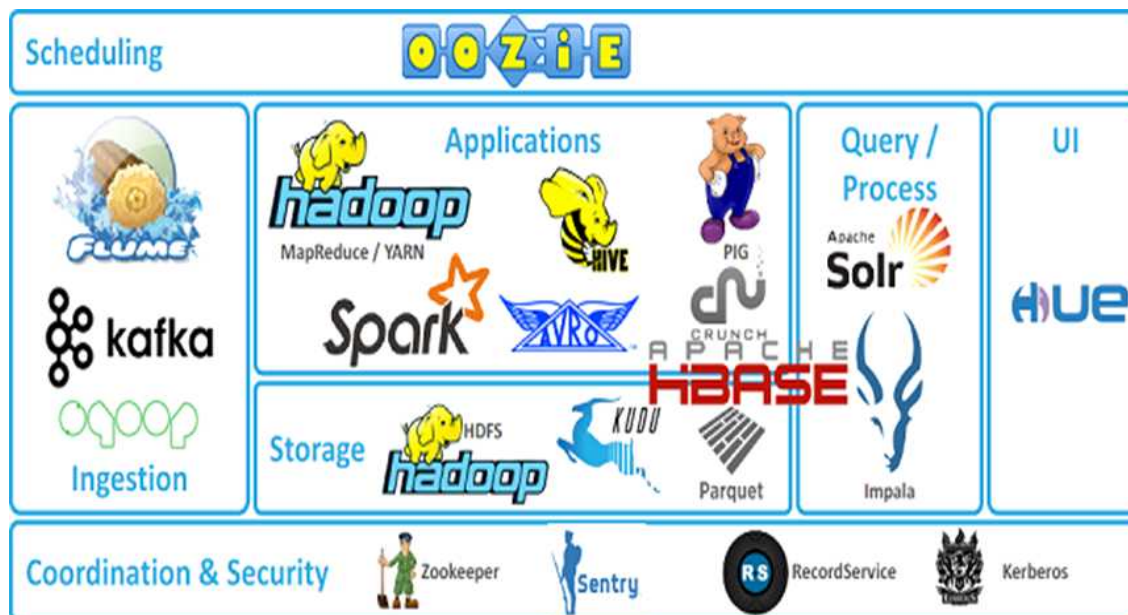 Scheduling
OOZiE
FLUME
kafka
sqoop
Ingestion
Applications
hadoop
MapReduce / YARN
HIVE
PIG
Spark
AVRO
CRUNCH
APACHE
HBASE
Storage
HDFS
hadoop
KUDU
Parquet
Query /
Process
Apache
Solr
Impala
UI
HUE
Coordination & Security
Zookeeper
Sentry
RS
RecordService
Kerberos